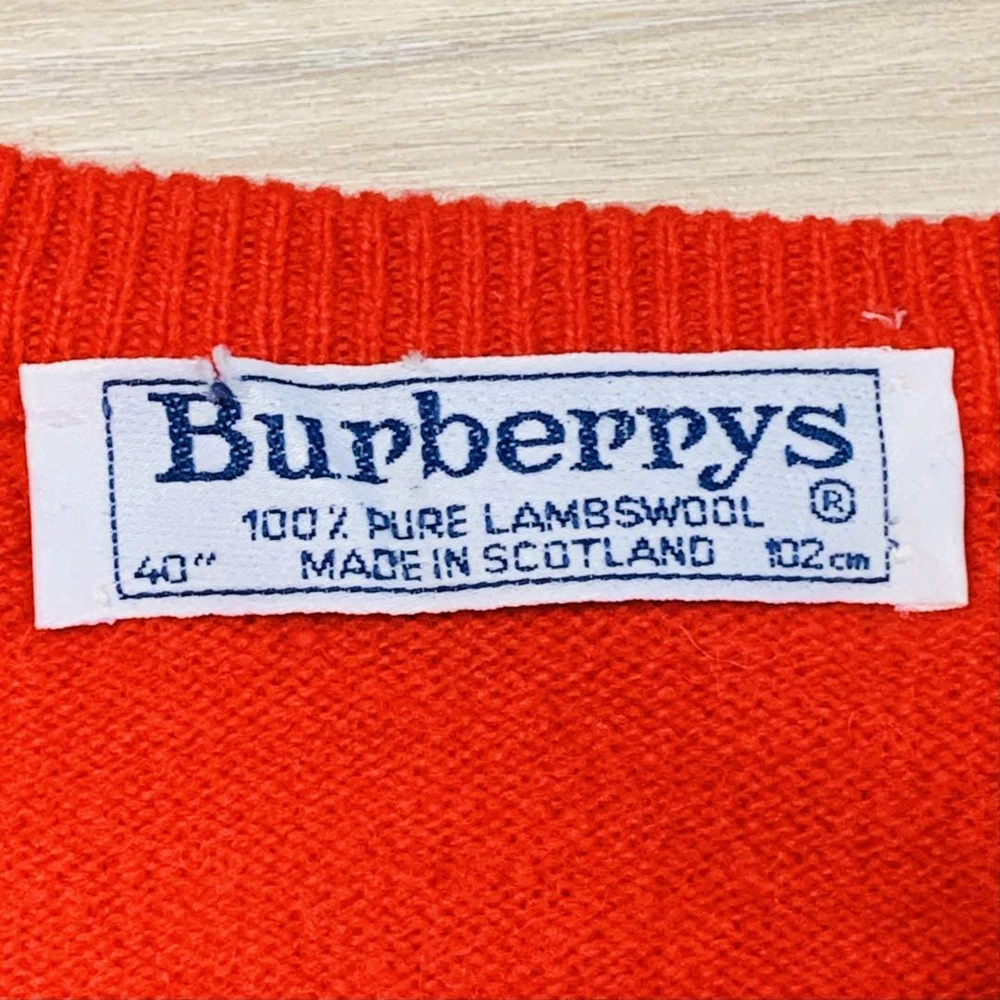 Burberrys
100% PURE LAMBSWOOL ®
40" MADE IN SCOTLAND 102cm